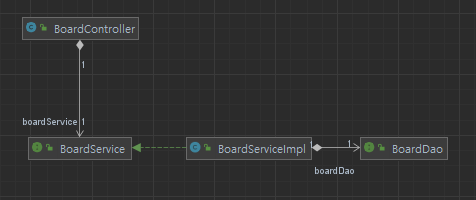 BoardController
1
boardService
1
BoardService
BoardServiceImpl
1
BoardDao
boardDao